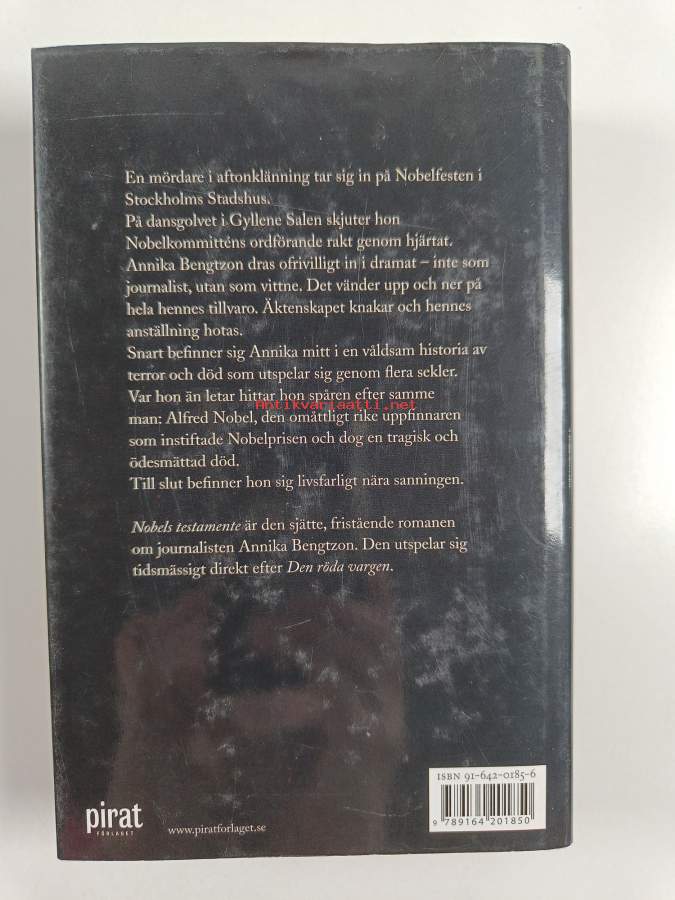 En mördare i aftonklänning tar sig in på Nobelfesten i
Stockholms Stadshus.
På dansgolvet i Gyllene Salen skjuter hon
Nobelkommitténs ordförande rakt genom hjärtat.
Annika Bengtzon dras ofrivilligt in i dramat – inte som
journalist, utan som vittne. Det vänder upp och ner på
hela hennes tillvaro. Äktenskapet knakar och hennes
anställning hotas.
Snart befinner sig Annika mitt i en våldsam historia av
terror och död som utspelar sig genom flera sekler.
Var hon än letar hittar hon spåren efter samme
Antikvariaatti.net
man: Alfred Nobel, den omåttligt rike uppfinnaren
som instiftade Nobelprisen och dog en tragisk och
ödesmättad död.
Till slut befinner hon sig livsfarligt nära sanningen.
Nobels testamente är den sjätte, fristående romanen
om journalisten Annika Bengtzon. Den utspelar sig
tidsmässigt direkt efter Den röda vargen.
ISBN 91-642-0185-6
9 789164 201850
pirat
FÖRLAGET
www.piratforlaget.se